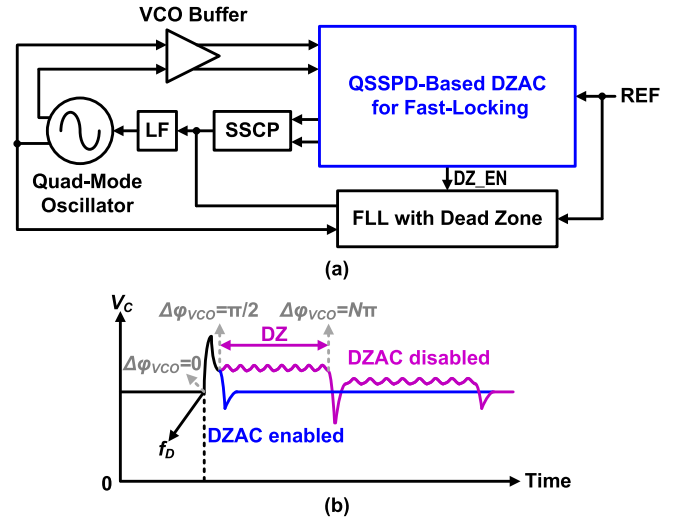 VCO Buffer
QSSPD-Based DZAC
for Fast-Locking
REF
LF
SSCP
Quad-Mode
Oscillator
DZ_EN
FLL with Dead Zone
(a)
V_C
Δφ_VCO=π/2
Δφ_VCO=Nπ
DZ
Δφ_VCO=0
DZAC disabled
DZAC enabled
f_D
0
Time
(b)